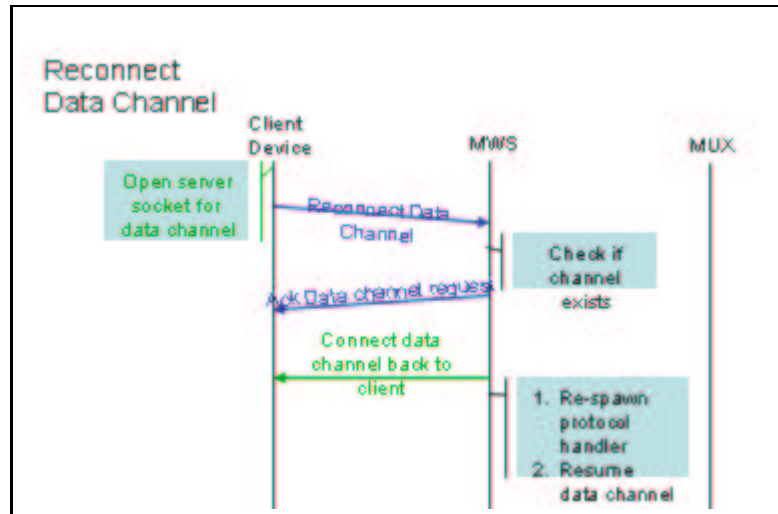 Reconnect
Data Channel
Client
Device
MWS
MUX
Open server
socket for
data channel
Reconnect Data
Channel
Check if
channel
exists
Ack Data channel request
Connect data
channel back to
client
1. Re-spawn
protocol
handler
2. Resume
data channel